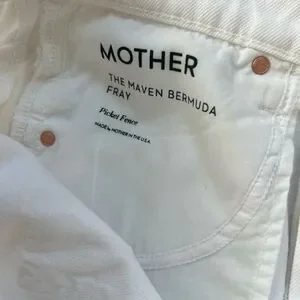 MOTHER
THE MAVEN BERMUDA
FRAY
Picket Fence
MADE by MOTHER IN THE U.S.A.